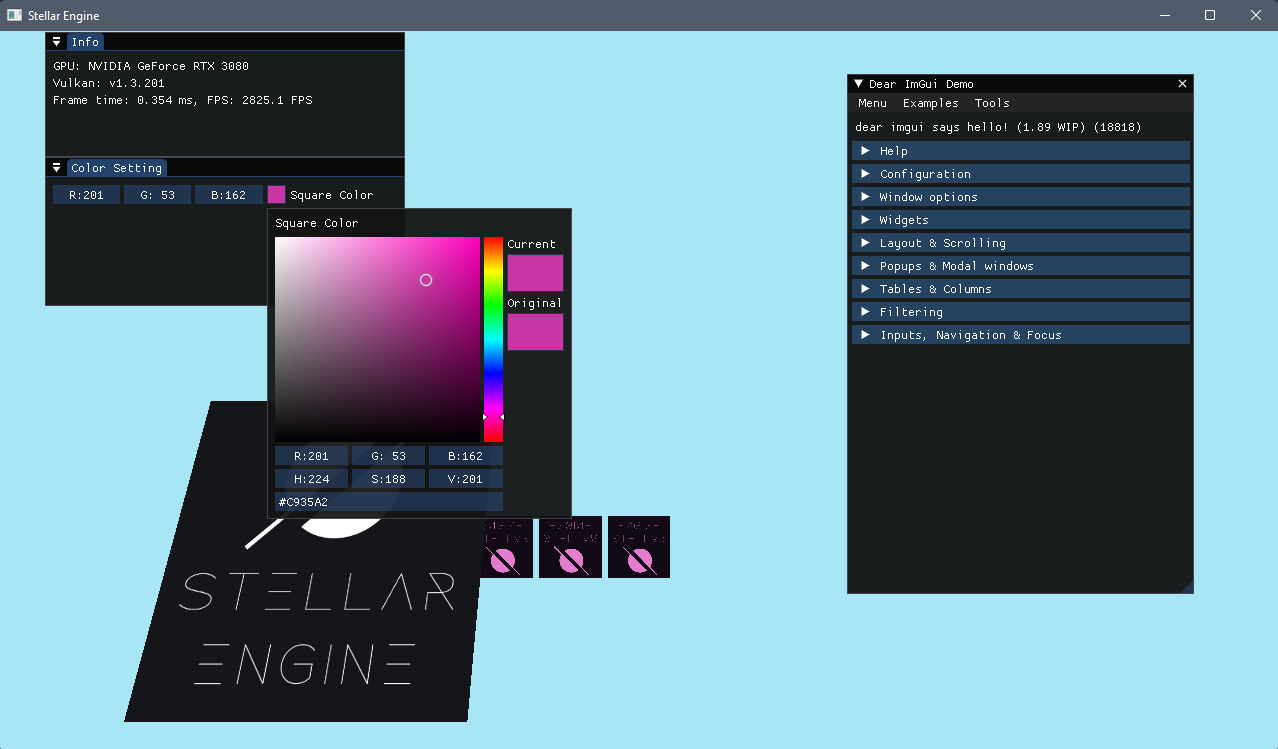 Stellar Engine
Info
GPU: NVIDIA GeForce RTX 3080
Vulkan: v1.3.201
Frame time: 0.354 ms, FPS: 2825.1 FPS
Color Setting
R:201 G: 53 B:162 Square Color
Square Color
Current
Original
R:201 G: 53 B:162
H:224 S:188 V:201
#C935A2
STELLAR
ENGINE
Dear ImGui Demo
Menu Examples Tools
dear imgui says hello! (1.89 WIP) (18818)
Help
Configuration
Window options
Widgets
Layout & Scrolling
Popups & Modal windows
Tables & Columns
Filtering
Inputs, Navigation & Focus